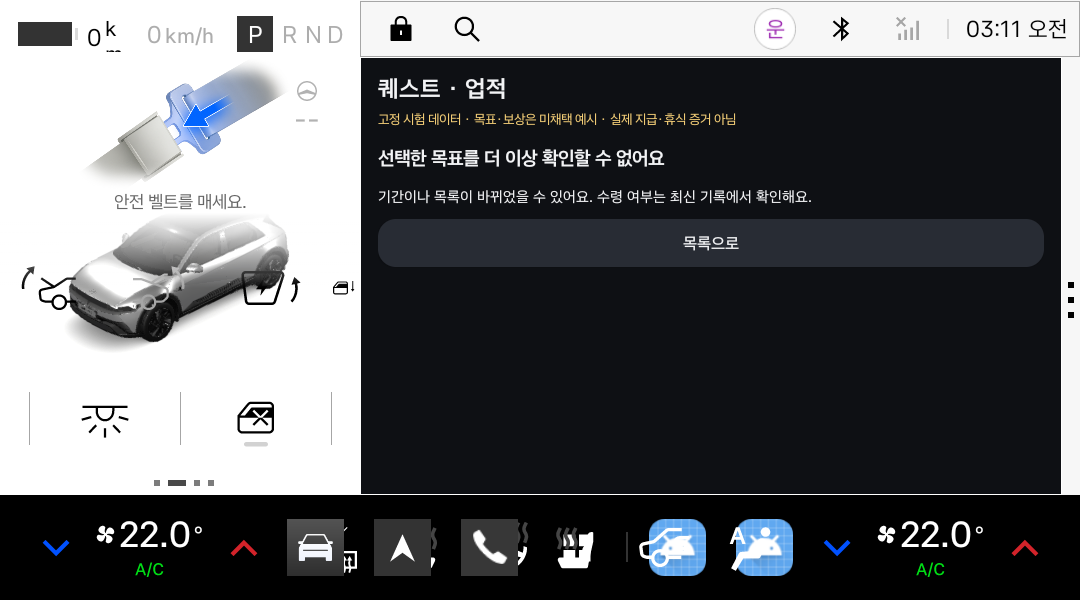 0 k
0 km/h
P R N D
운
03:11 오전
안전 벨트를 매세요.
퀘스트 · 업적
고정 시험 데이터 · 목표·보상은 미채택 예시 · 실제 지급·휴식 증거 아님
선택한 목표를 더 이상 확인할 수 없어요
기간이나 목록이 바뀌었을 수 있어요. 수령 여부는 최신 기록에서 확인해요.
목록으로
22.0°
A/C
A
22.0°
A/C